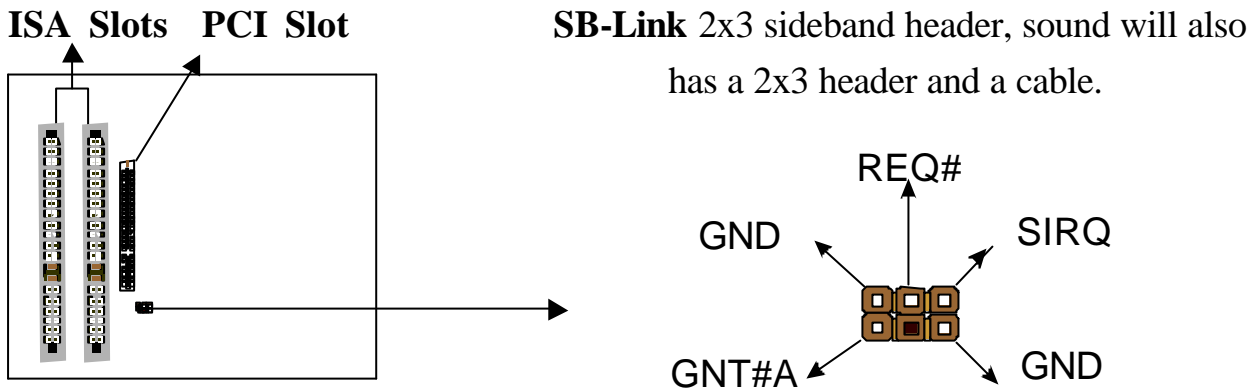 ISA Slots PCI Slot
SB-Link 2x3 sideband header, sound will also
has a 2x3 header and a cable.
REQ#
GND
SIRQ
GNT#A
GND